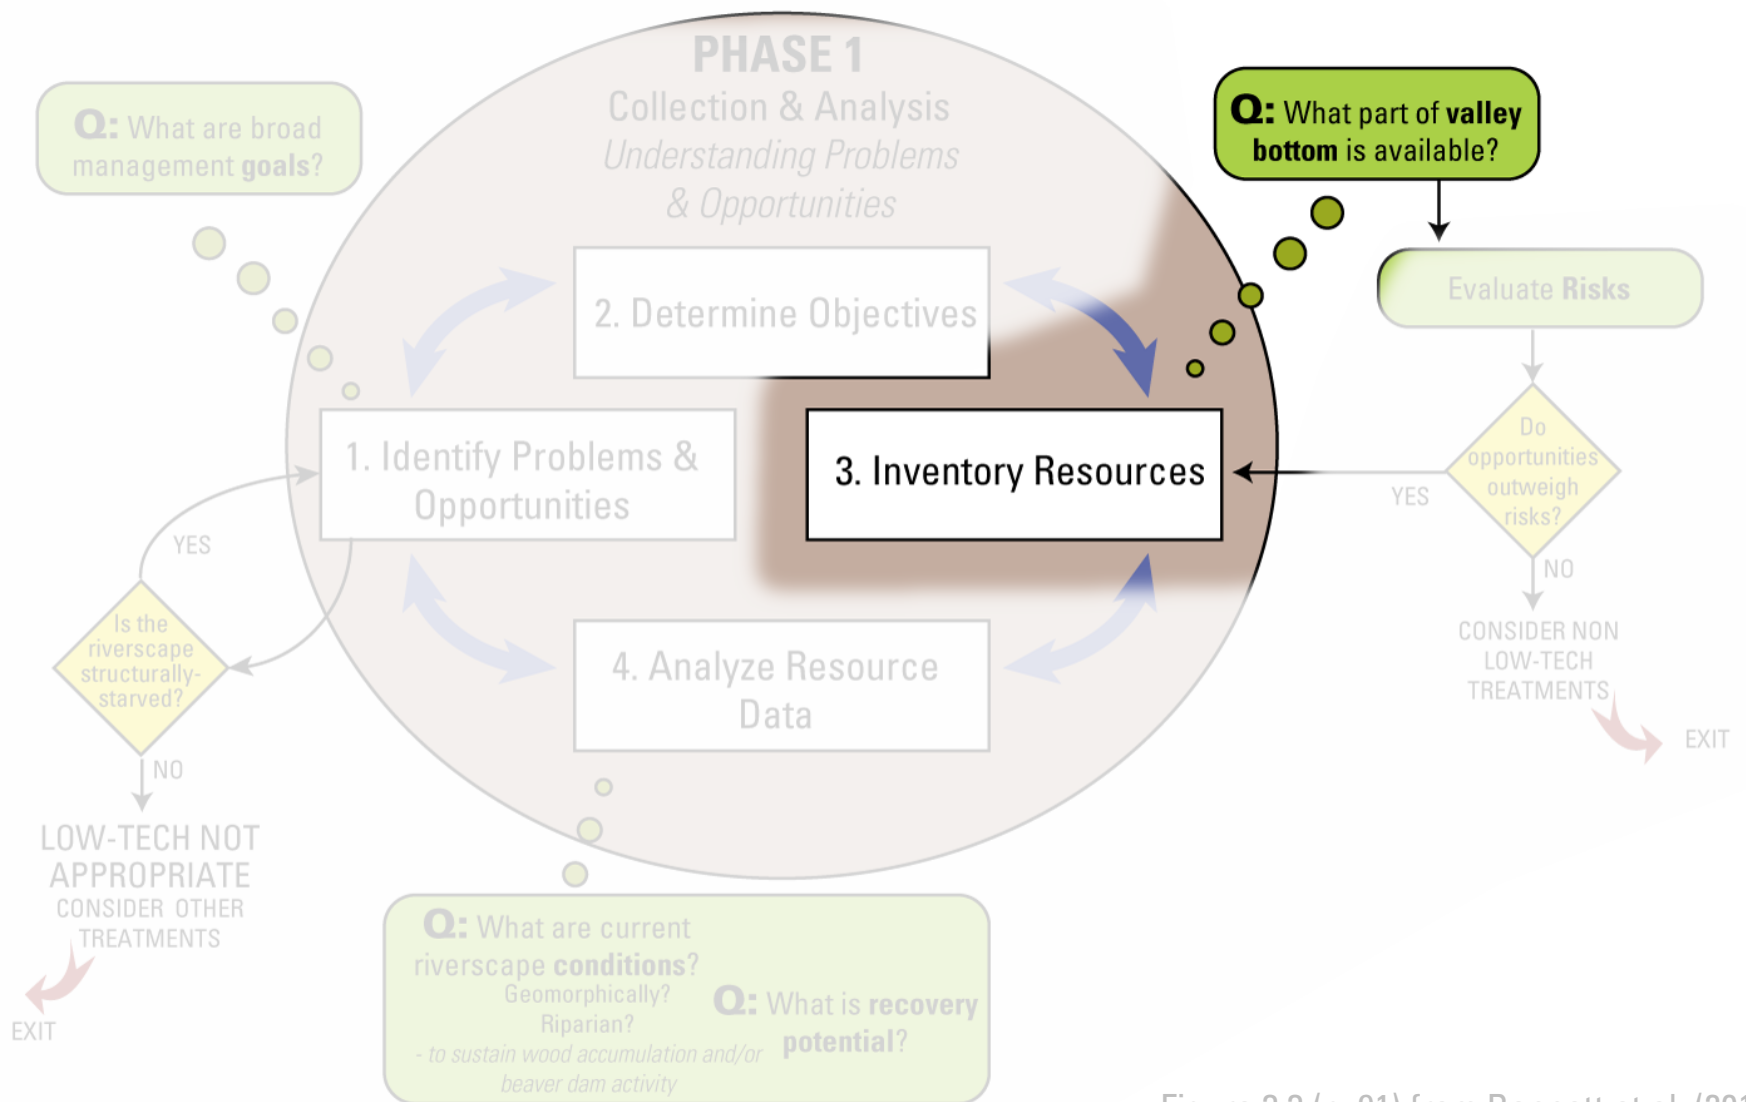 PHASE 1
Collection & Analysis
Understanding Problems
& Opportunities
Q: What are broad
management goals?
Q: What part of valley
bottom is available?
Evaluate Risks
2. Determine Objectives
1. Identify Problems &
Opportunities
3. Inventory Resources
Do
opportunities
outweigh
risks?
YES
NO
CONSIDER NON
LOW-TECH
TREATMENTS
EXIT
YES
Is the
riverscape
structurally-
starved?
NO
LOW-TECH NOT
APPROPRIATE
CONSIDER OTHER
TREATMENTS
EXIT
4. Analyze Resource
Data
Q: What are current
riverscape conditions?
Geomorphically?
Riparian?
- to sustain wood accumulation and/or
beaver dam activity
Q: What is recovery
potential?